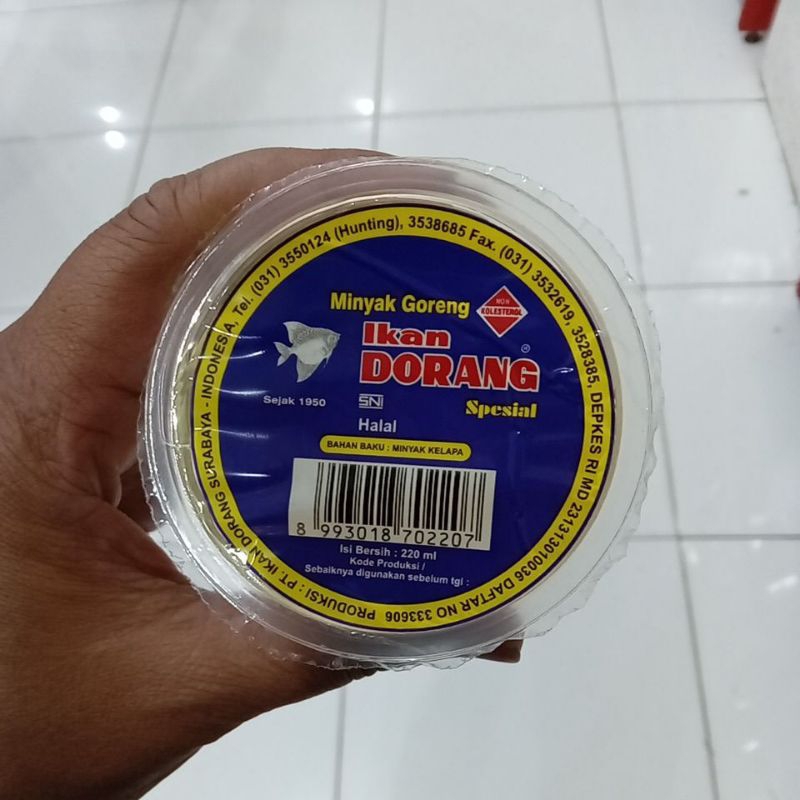 PRODUKSI : PT. IKAN DORANG SURABAYA - INDONESIA, Tel. (031) 3550124 (Hunting), 3538685 Fax. (031) 3532619, 3528385, DEPKES RI MD 231313010036 DAFTAR NO 333606
Minyak Goreng
NON
KOLESTEROL
Ikan
DORANG ®
Spesial
Sejak 1950
SNI
Halal
BAHAN BAKU : MINYAK KELAPA
8 993018 702207
Isi Bersih : 220 ml
Kode Produksi /
Sebaiknya digunakan sebelum tgl :